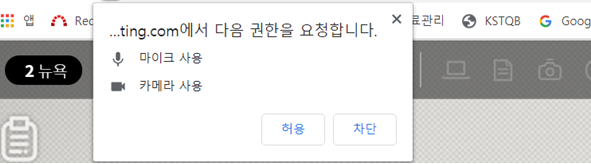 앱
Rec
료관리
KSTQB
Goog
...ting.com에서 다음 권한을 요청합니다.
마이크 사용
카메라 사용
허용
차단
2 뉴욕